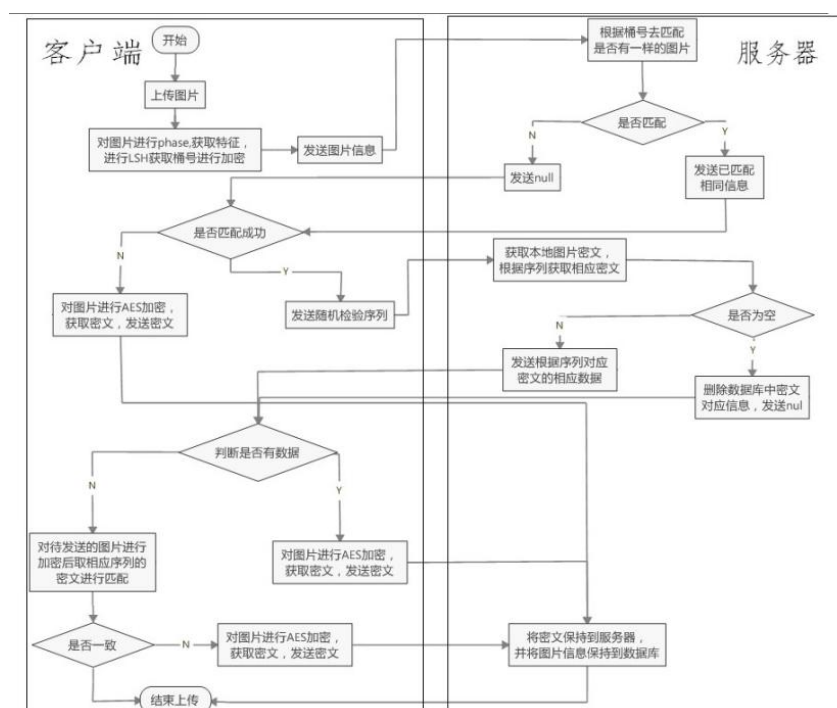 客户端
开始
上传图片
对图片进行phase,获取特征，
进行LSH获取桶号进行加密
发送图片信息
服务器
根据桶号去匹配
是否有一样的图片
是否匹配
N
Y
发送null
发送已匹配
相同信息
是否匹配成功
N
Y
对图片进行AES加密，
获取密文，发送密文
发送随机检验序列
获取本地图片密文，
根据序列获取相应密文
是否为空
N
Y
发送根据序列对应
密文的相应数据
删除数据库中密文
对应信息，发送nul
判断是否有数据
N
Y
对待发送的图片进行
加密后取相应序列的
密文进行匹配
对图片进行AES加密，
获取密文，发送密文
是否一致
N
对图片进行AES加密，
获取密文，发送密文
将密文保持到服务器，
并将图片信息保持到数据库
Y
结束上传